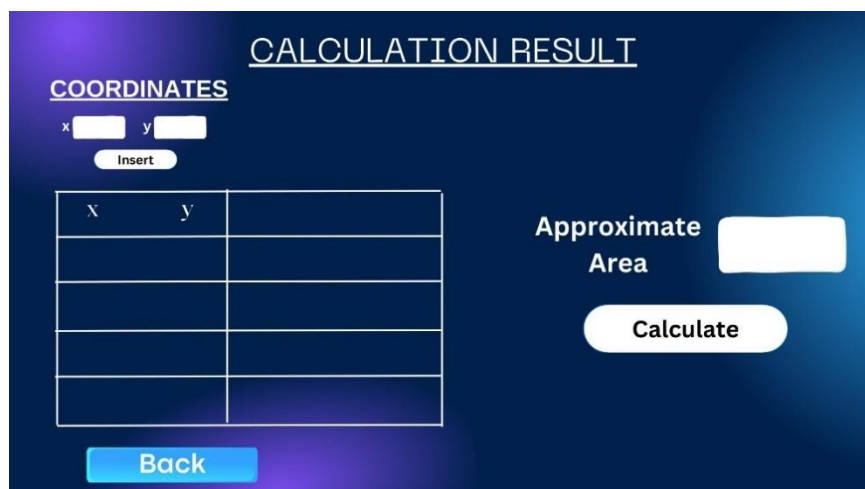 CALCULATION RESULT
COORDINATES
x y
Insert
x y
Approximate
Area
Calculate
Back